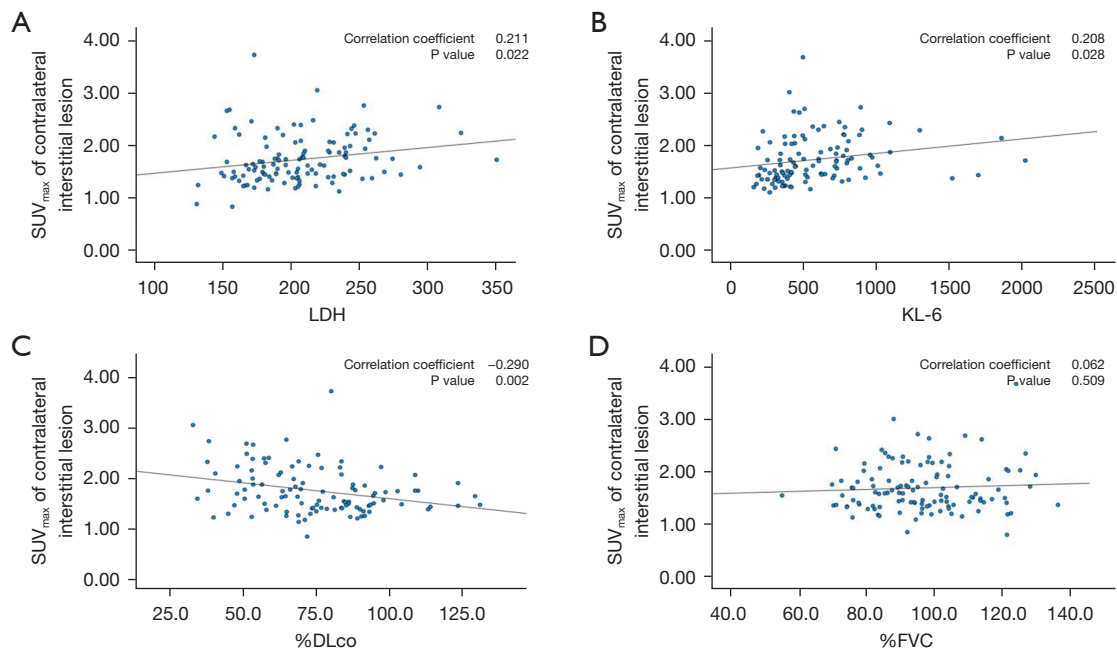 A
Correlation coefficient 0.211
P value 0.022
4.00
3.00
2.00
1.00
0.00
SUVmax of contralateral
interstitial lesion
100 150 200 250 300 350
LDH
B
Correlation coefficient 0.208
P value 0.028
4.00
3.00
2.00
1.00
0.00
SUVmax of contralateral
interstitial lesion
0 500 1000 1500 2000 2500
KL-6
C
Correlation coefficient −0.290
P value 0.002
4.00
3.00
2.00
1.00
0.00
SUVmax of contralateral
interstitial lesion
25.0 50.0 75.0 100.0 125.0
%DLco
D
Correlation coefficient 0.062
P value 0.509
4.00
3.00
2.00
1.00
0.00
SUVmax of contralateral
interstitial lesion
40.0 60.0 80.0 100.0 120.0 140.0
%FVC